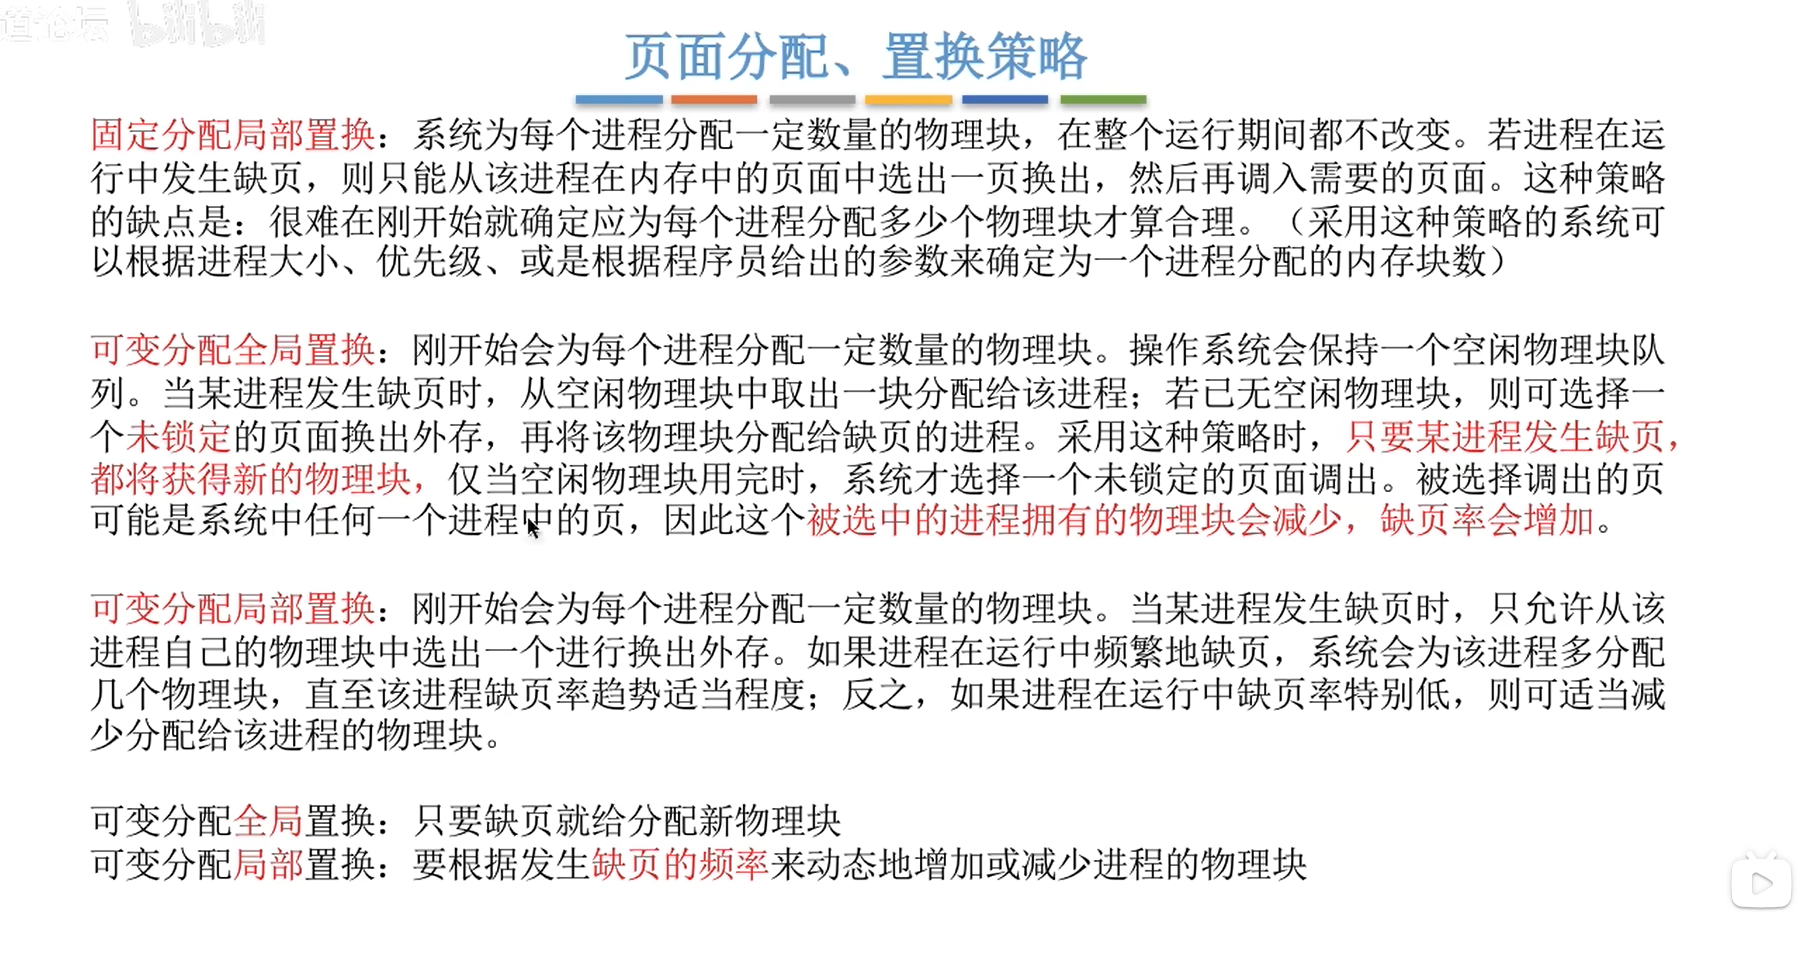 道论坛 bilibili
页面分配、置换策略
固定分配局部置换：系统为每个进程分配一定数量的物理块，在整个运行期间都不改变。若进程在运
行中发生缺页，则只能从该进程在内存中的页面中选出一页换出，然后再调入需要的页面。这种策略
的缺点是：很难在刚开始就确定应为每个进程分配多少个物理块才算合理。（采用这种策略的系统可
以根据进程大小、优先级、或是根据程序员给出的参数来确定为一个进程分配的内存块数）
可变分配全局置换：刚开始会为每个进程分配一定数量的物理块。操作系统会保持一个空闲物理块队
列。当某进程发生缺页时，从空闲物理块中取出一块分配给该进程；若已无空闲物理块，则可选择一
个未锁定的页面换出外存，再将该物理块分配给缺页的进程。采用这种策略时，只要某进程发生缺页，
都将获得新的物理块，仅当空闲物理块用完时，系统才选择一个未锁定的页面调出。被选择调出的页
可能是系统中任何一个进程中的页，因此这个被选中的进程拥有的物理块会减少，缺页率会增加。
可变分配局部置换：刚开始会为每个进程分配一定数量的物理块。当某进程发生缺页时，只允许从该
进程自己的物理块中选出一个进行换出外存。如果进程在运行中频繁地缺页，系统会为该进程多分配
几个物理块，直至该进程缺页率趋势适当程度；反之，如果进程在运行中缺页率特别低，则可适当减
少分配给该进程的物理块。
可变分配全局置换：只要缺页就给分配新物理块
可变分配局部置换：要根据发生缺页的频率来动态地增加或减少进程的物理块